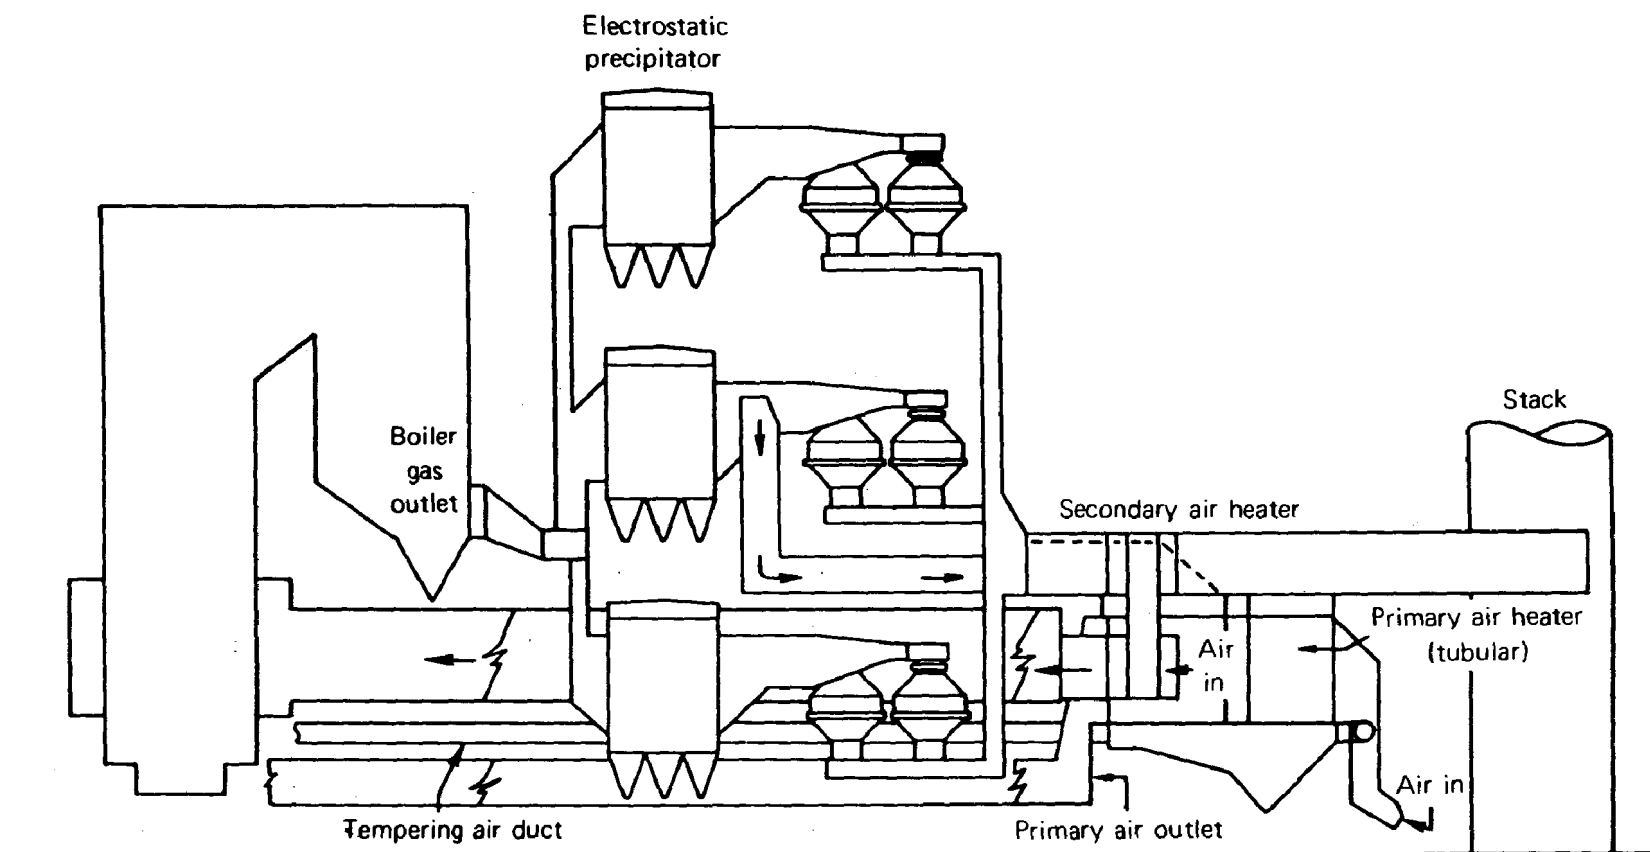 Electrostatic
precipitator
Stack
Boiler
gas
outlet
Secondary air heater
Primary air heater
(tubular)
Air
in
Air in
Tempering air duct
Primary air outlet